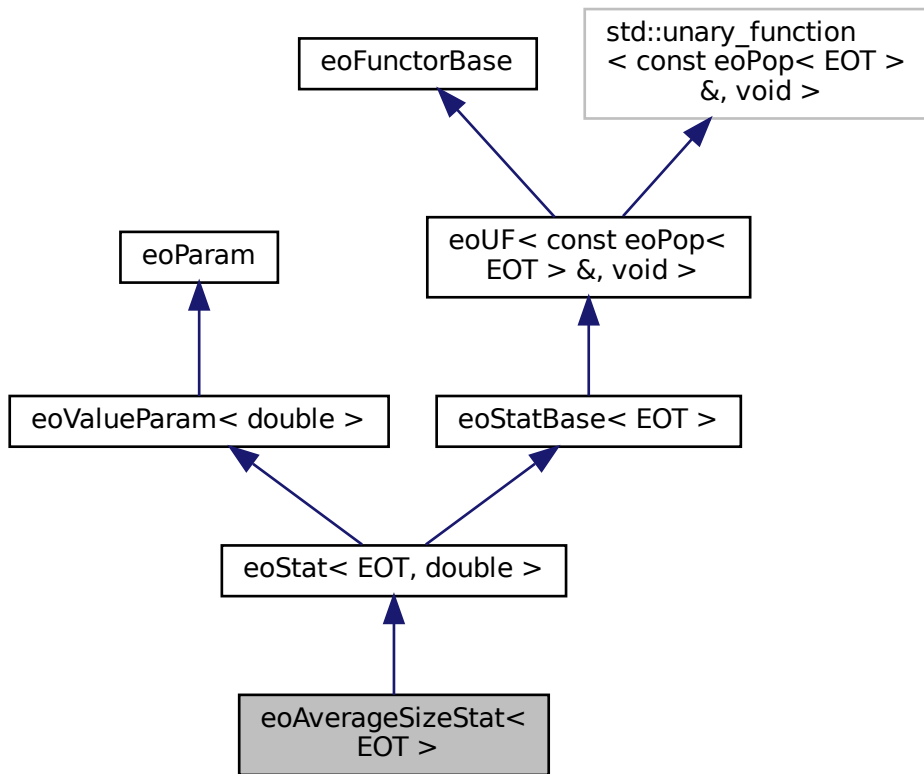 std::unary_function
< const eoPop< EOT >
&, void >
eoFunctorBase
eoUF< const eoPop<
EOT > &, void >
eoParam
eoValueParam< double >
eoStatBase< EOT >
eoStat< EOT, double >
eoAverageSizeStat<
EOT >